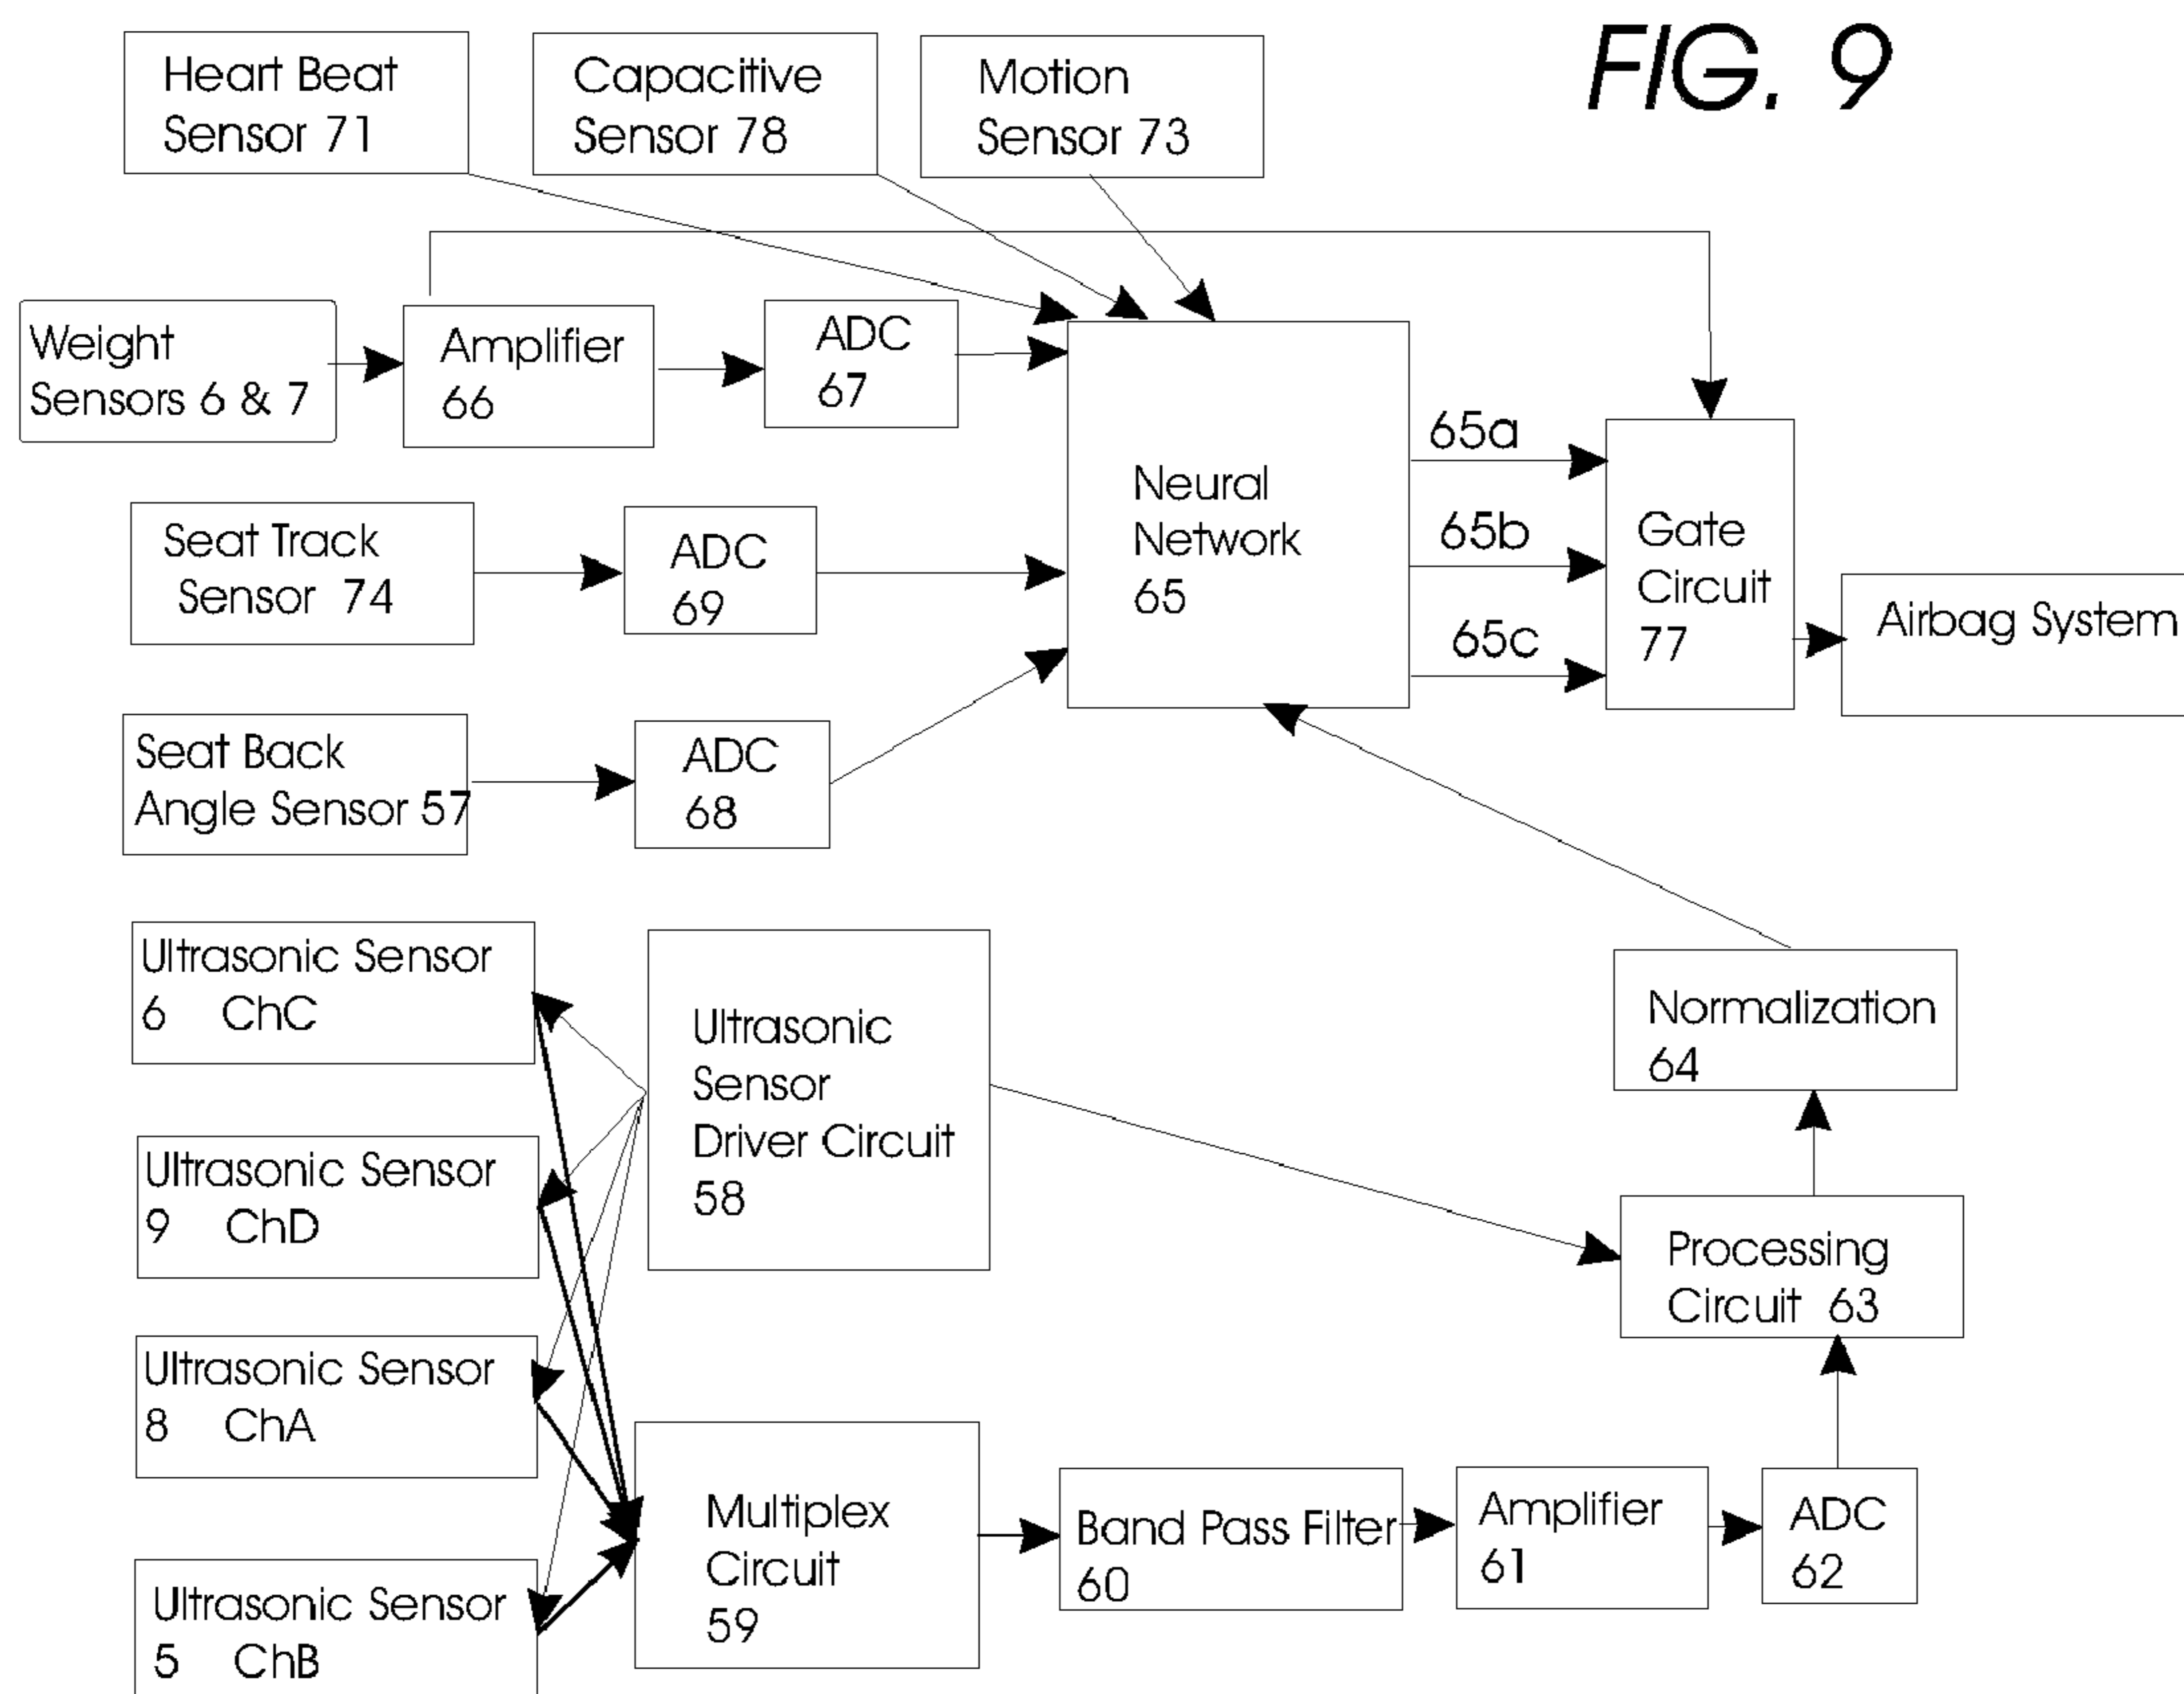 FIG. 9
Heart Beat
Sensor 71
Capacitive
Sensor 78
Motion
Sensor 73
Weight
Sensors 6 & 7
Amplifier
66
ADC
67
Neural
Network
65
65a
65b
65c
Gate
Circuit
77
Airbag System
Seat Track
Sensor 74
ADC
69
Seat Back
Angle Sensor 57
ADC
68
Ultrasonic Sensor
6 ChC
Ultrasonic
Sensor
Driver Circuit
58
Normalization
64
Ultrasonic Sensor
9 ChD
Processing
Circuit 63
Ultrasonic Sensor
8 ChA
Multiplex
Circuit
59
Band Pass Filter
60
Amplifier
61
ADC
62
Ultrasonic Sensor
5 ChB